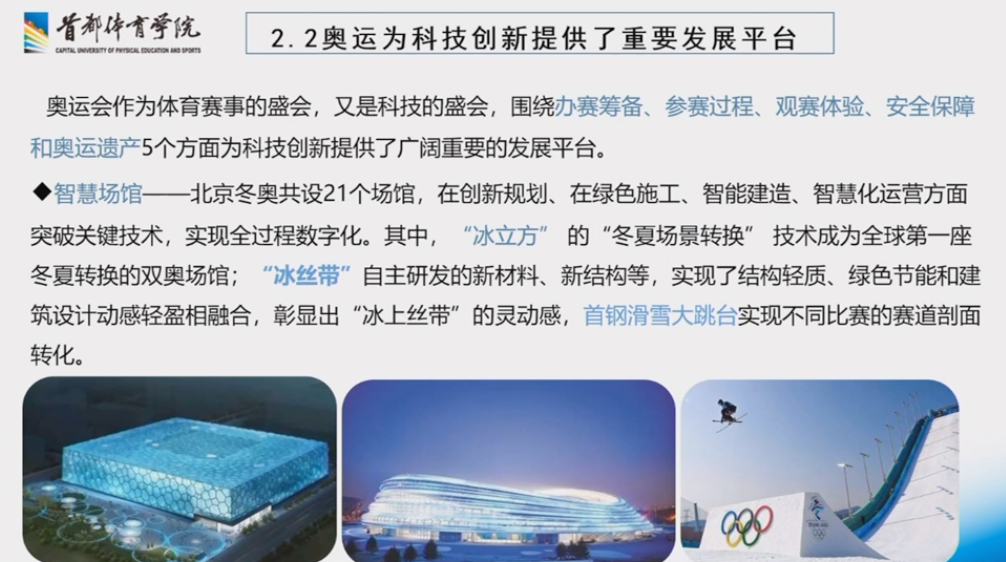 首都体育学院
CAPITAL UNIVERSITY OF PHYSICAL EDUCATION AND SPORTS
2.2奥运为科技创新提供了重要发展平台
奥运会作为体育赛事的盛会，又是科技的盛会，围绕办赛筹备、参赛过程、观赛体验、安全保障
和奥运遗产5个方面为科技创新提供了广阔重要的发展平台。
◆智慧场馆——北京冬奥共设21个场馆，在创新规划、在绿色施工、智能建造、智慧化运营方面
突破关键技术，实现全过程数字化。其中，“冰立方” 的“冬夏场景转换” 技术成为全球第一座
冬夏转换的双奥场馆；“冰丝带”自主研发的新材料、新结构等，实现了结构轻质、绿色节能和建
筑设计动感轻盈相融合，彰显出“冰上丝带”的灵动感，首钢滑雪大跳台实现不同比赛的赛道剖面
转化。